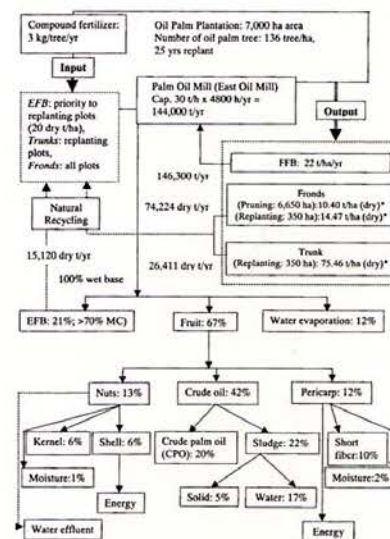 Compound fertilizer:
3 kg/tree/yr
Oil Palm Plantation: 7,000 ha area
Number of oil palm tree: 136 tree/ha,
25 yrs replant
Input
EFB: priority to
replanting plots
(20 dry t/ha),
Trunks: replanting
plots,
Fronds: all plots
Palm Oil Mill (East Oil Mill)
Cap. 30 t/h x 4800 h/yr =
144,000 t/yr
Output
FFB: 22 t/ha/yr
146,300 t/yr
Fronds
(Pruning: 6,650 ha):10.40 t/ha (dry)*
(Replanting: 350 ha):14.47 t/ha (dry)*
74,224 dry t/yr
Natural
Recycling
Trunk
(Replanting: 350 ha): 75.46 t/ha (dry)*
15,120 dry t/yr
26,411 dry t/yr
100% wet base
EFB: 21%; >70% MC)
Fruit: 67%
Water evaporation: 12%
Nuts: 13%
Crude oil: 42%
Pericarp: 12%
Kernel: 6%
Shell: 6%
Crude palm oil
(CPO): 20%
Sludge: 22%
Short
fiber:10%
Moisture:1%
Moisture:2%
Solid: 5%
Water: 17%
Energy
Energy
Water effluent